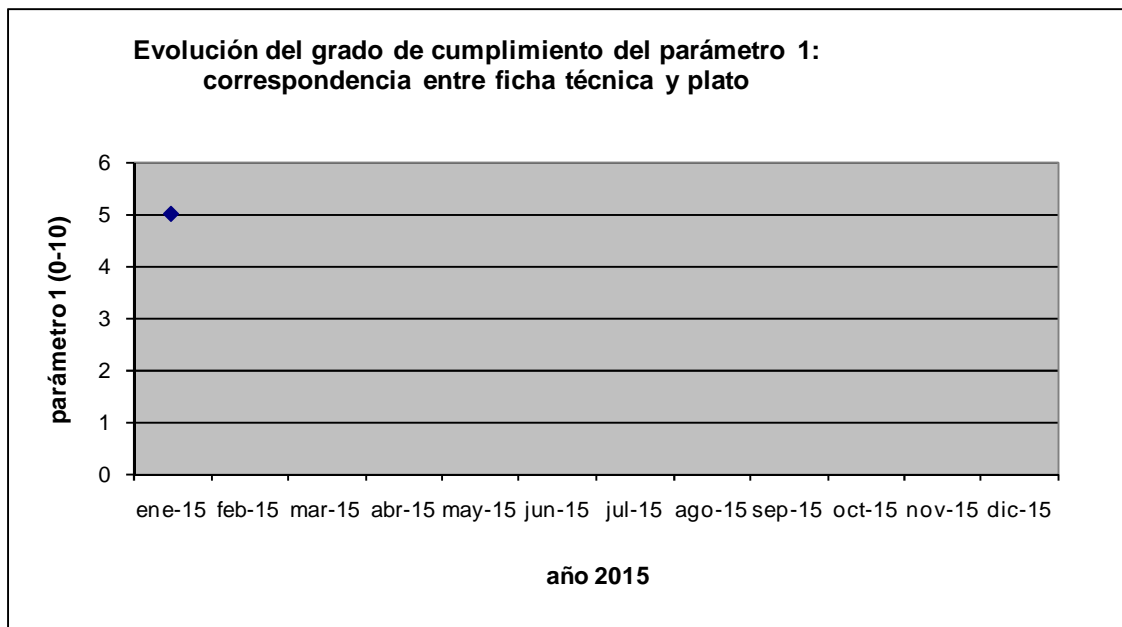 Evolución del grado de cumplimiento del parámetro 1:
correspondencia entre ficha técnica y plato
6
5
4
3
2
1
0
parámetro 1 (0-10)
ene-15 feb-15 mar-15 abr-15 may-15 jun-15 jul-15 ago-15 sep-15 oct-15 nov-15 dic-15
año 2015